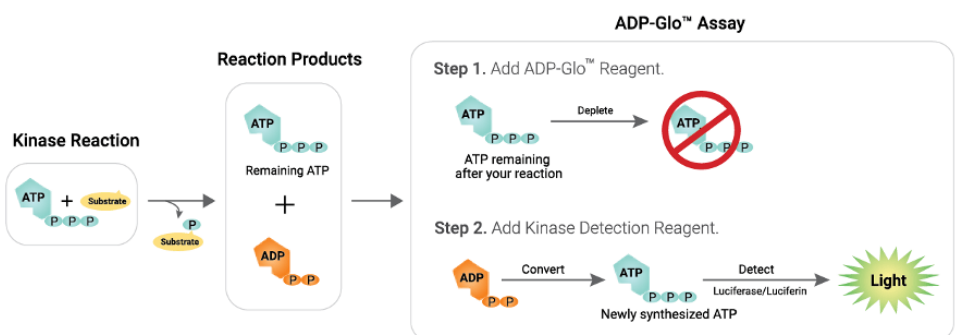 ADP-Glo™ Assay
Kinase Reaction
ATP
+
Substrate
P P P
P
Substrate
Reaction Products
ATP
P P P
Remaining ATP
+
ADP
P P
Step 1. Add ADP-Glo™ Reagent.
ATP
P P P
ATP remaining
after your reaction
Deplete
ATP
P P P
Step 2. Add Kinase Detection Reagent.
ADP
P P
Convert
ATP
P P P
Newly synthesized ATP
Detect
Luciferase/Luciferin
Light